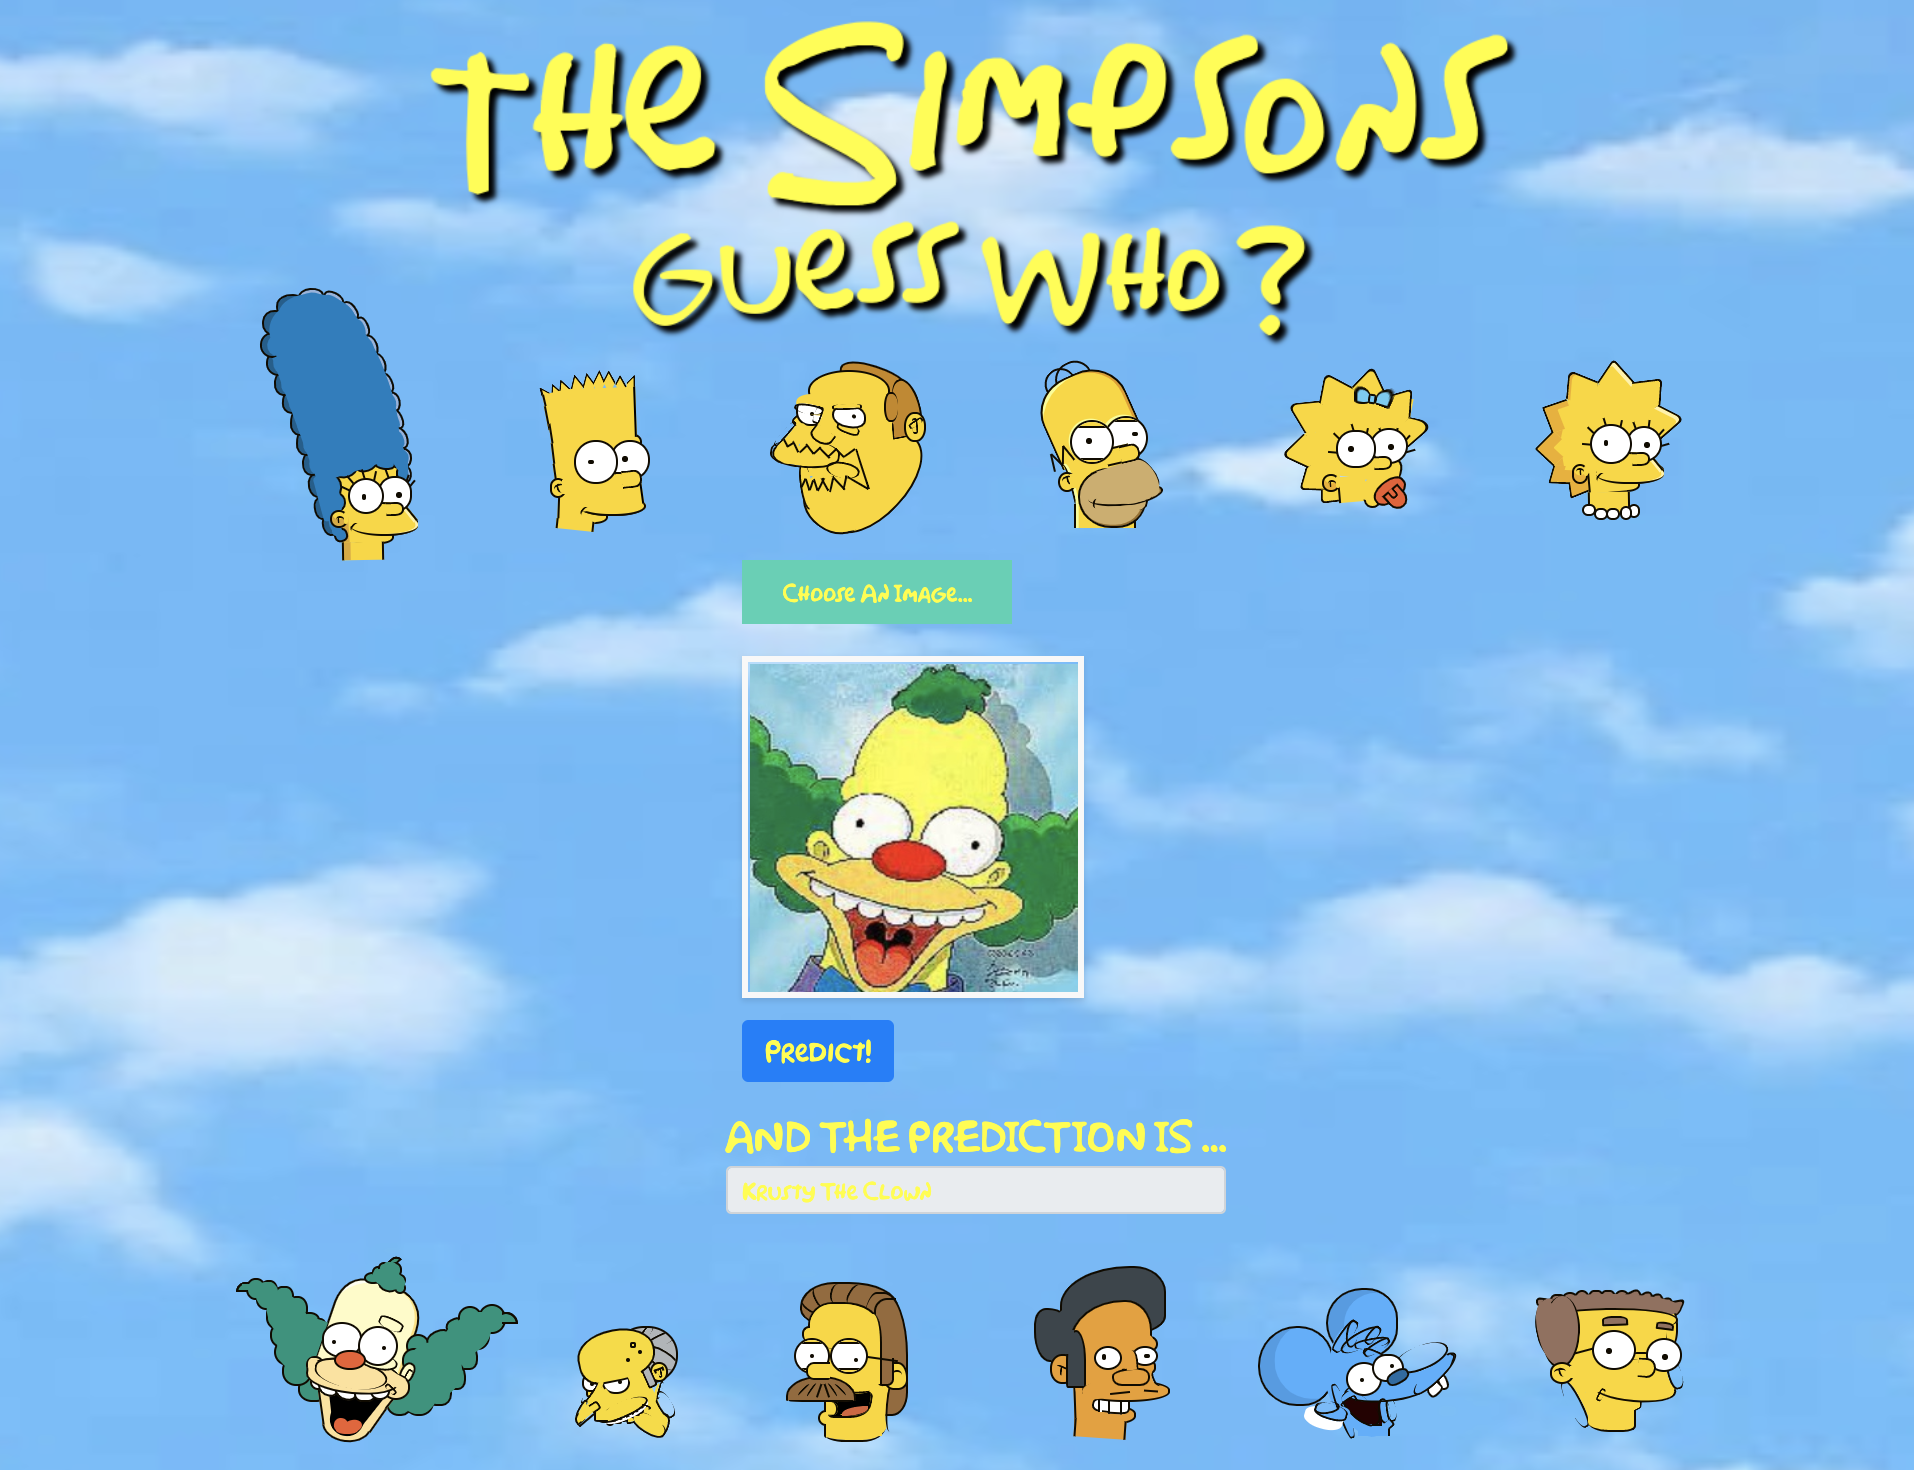 The Simpsons
Guess Who?
Choose An Image...
Predict!
AND THE PREDICTION IS ...
Krusty The Clown